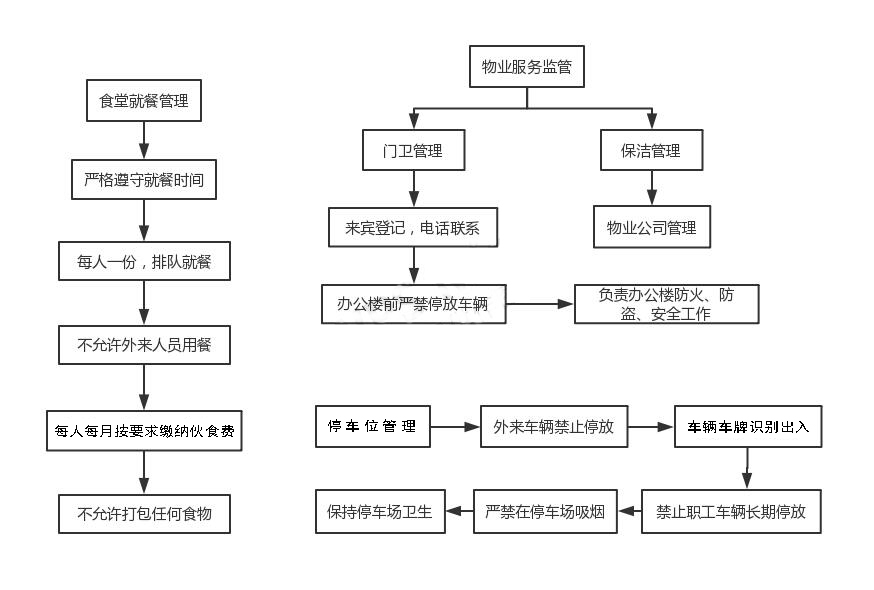 食堂就餐管理
严格遵守就餐时间
每人一份，排队就餐
不允许外来人员用餐
每人每月按要求缴纳伙食费
不允许打包任何食物
物业服务监管
门卫管理
保洁管理
来宾登记，电话联系
物业公司管理
办公楼前严禁停放车辆
负责办公楼防火、防
盗、安全工作
停车位管理
外来车辆禁止停放
车辆车牌识别出入
禁止职工车辆长期停放
严禁在停车场吸烟
保持停车场卫生